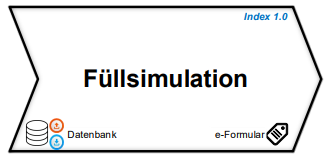 Index 1.0
Füllsimulation
Datenbank e-Formular